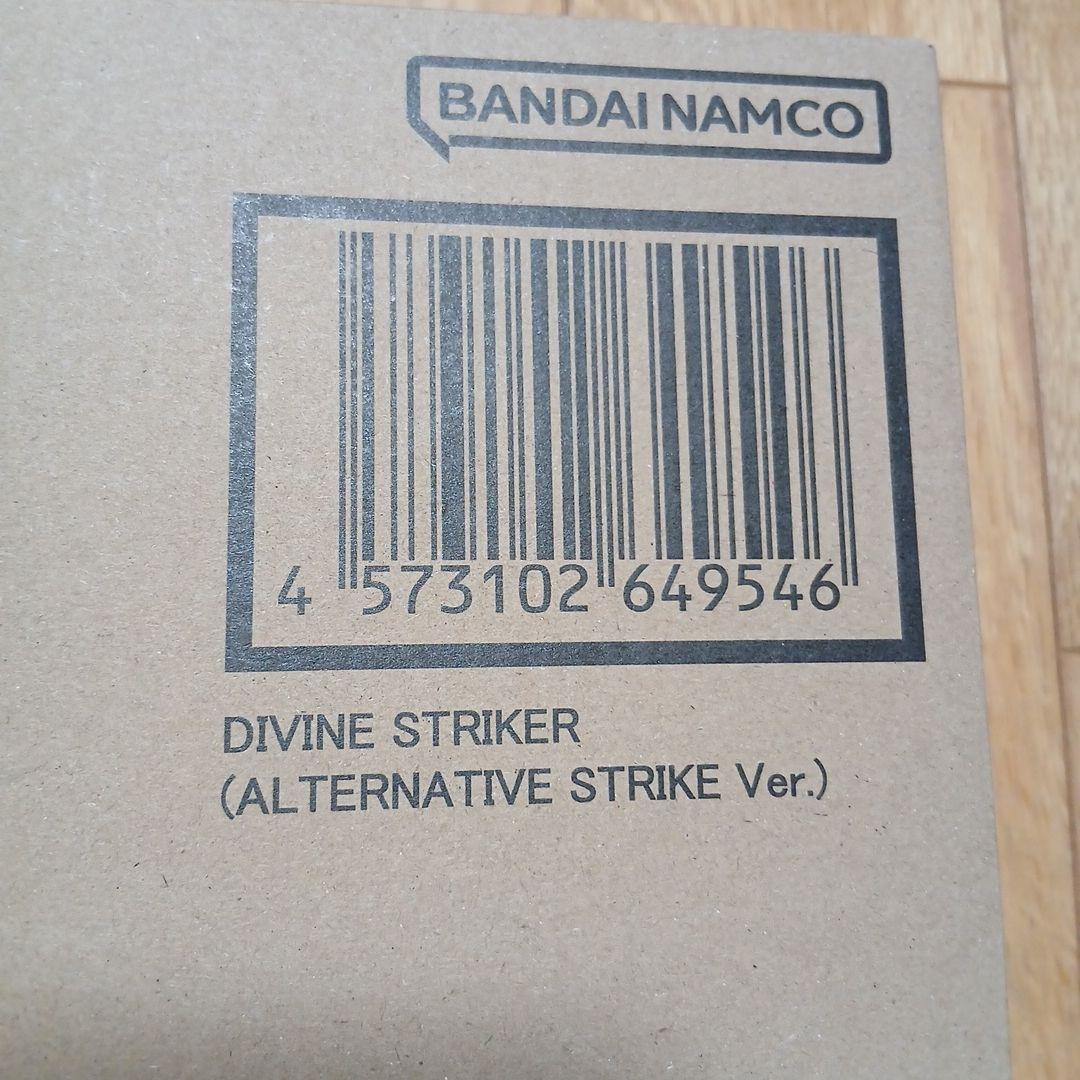 BANDAI NAMCO
4 573102 649546
DIVINE STRIKER
(ALTERNATIVE STRIKE Ver.)